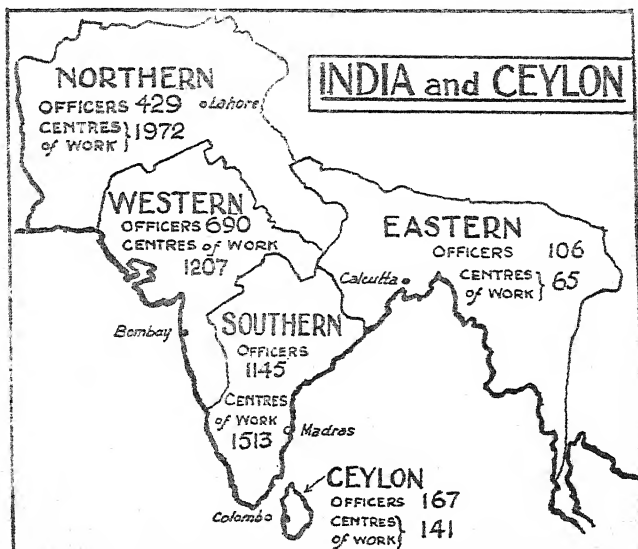 INDIA and CEYLON
NORTHERN
OFFICERS 429
Lahore
CENTRES of WORK } 1972
WESTERN
OFFICERS 690
CENTRES of WORK
1207
EASTERN
OFFICERS 106
CENTRES of WORK } 65
Calcutta
Bombay
SOUTHERN
OFFICERS
1145
CENTRES
of WORK
1513
Madras
CEYLON
OFFICERS 167
Colombo
CENTRES of WORK } 141